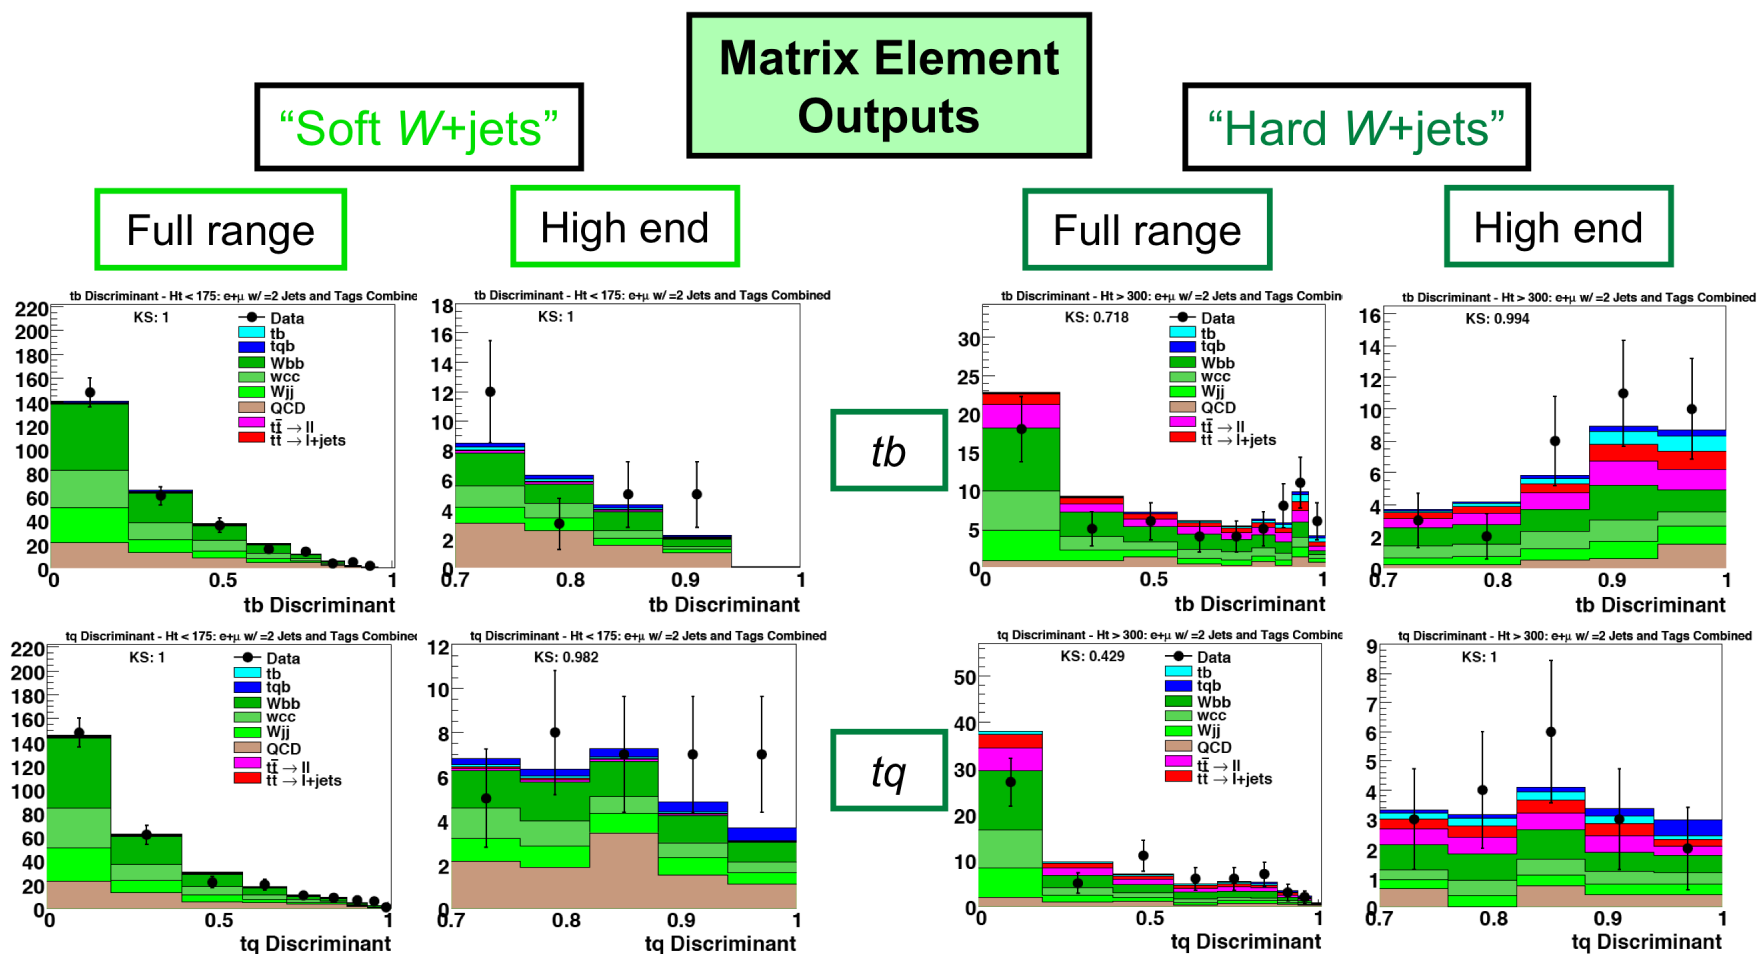 Matrix Element
Outputs
“Soft W+jets”
“Hard W+jets”
Full range
High end
Full range
High end
tb Discriminant - Ht < 175: e+μ w/ =2 Jets and Tags Combined
KS: 1
220
200
180
160
140
120
100
80
60
40
20
0
Data
tb
tqb
Wbb
wcc
Wjj
QCD
tt̄ → ll
tt → l+jets
0
0.5
1
tb Discriminant
tb Discriminant - Ht < 175: e+μ w/ =2 Jets and Tags Combined
KS: 1
18
16
14
12
10
8
6
4
2
0
0.7
0.8
0.9
1
tb Discriminant
tb
tb Discriminant - Ht > 300: e+μ w/ =2 Jets and Tags Combin
KS: 0.718
30
25
20
15
10
5
0
Data
tb
tqb
Wbb
wcc
Wjj
QCD
tt̄ → ll
tt → l+jets
0
0.5
1
tb Discriminant
tb Discriminant - Ht > 300: e+μ w/ =2 Jets and Tags Combined
KS: 0.994
16
14
12
10
8
6
4
2
0
0.7
0.8
0.9
1
tb Discriminant
tq Discriminant - Ht < 175: e+μ w/ =2 Jets and Tags Combined
KS: 1
220
200
180
160
140
120
100
80
60
40
20
0
Data
tb
tqb
Wbb
wcc
Wjj
QCD
tt̄ → ll
tt → l+jets
0
0.5
1
tq Discriminant
tq Discriminant - Ht < 175: e+μ w/ =2 Jets and Tags Combined
KS: 0.982
12
10
8
6
4
2
0
0.7
0.8
0.9
1
tq Discriminant
tq
tq Discriminant - Ht > 300: e+μ w/ =2 Jets and Tags Combine
KS: 0.429
50
40
30
20
10
0
Data
tb
tqb
Wbb
wcc
Wjj
QCD
tt̄ → ll
tt → l+jets
0
0.5
1
tq Discriminant
tq Discriminant - Ht > 300: e+μ w/ =2 Jets and Tags Combined
KS: 1
9
8
7
6
5
4
3
2
1
0
0.7
0.8
0.9
1
tq Discriminant